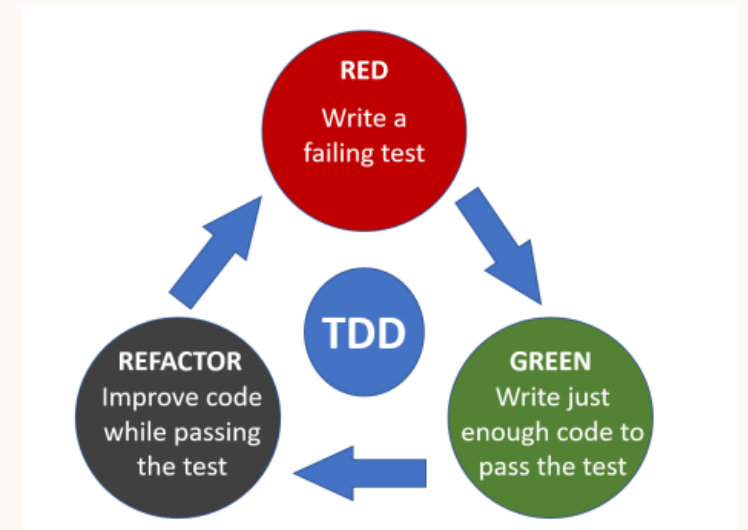 RED
Write a
failing test
TDD
REFACTOR
Improve code
while passing
the test
GREEN
Write just
enough code to
pass the test